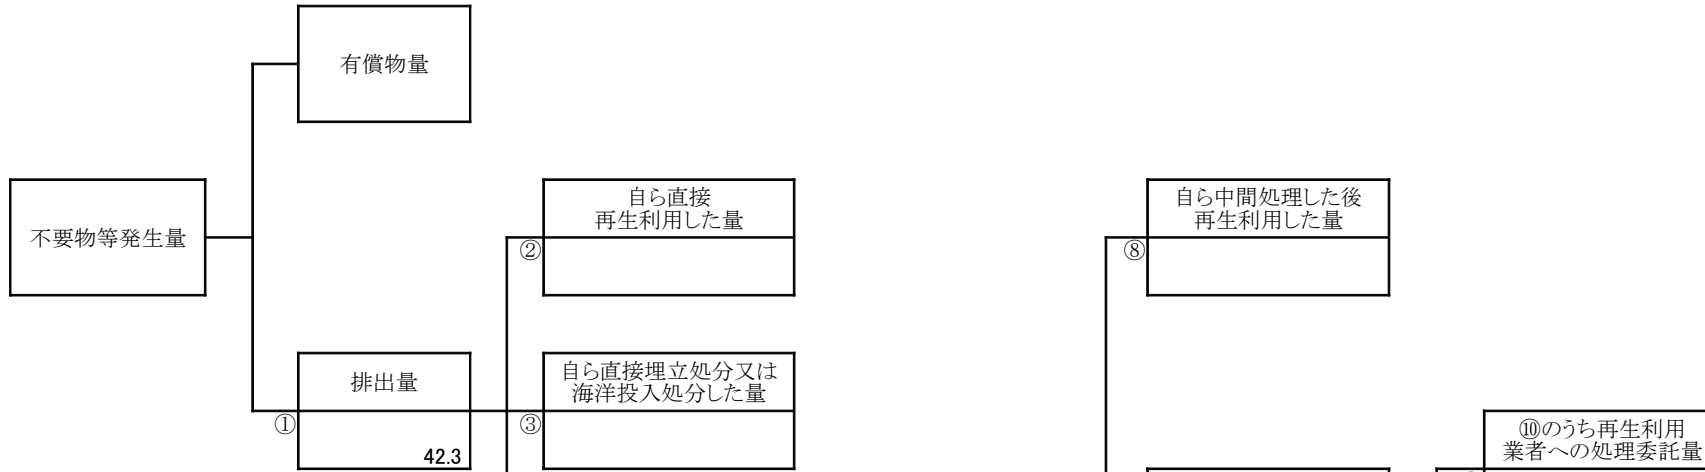 有償物量
不要物等発生量
自ら直接
再生利用した量
②
自ら中間処理した後
再生利用した量
⑧
排出量
①
42.3
自ら直接埋立処分又は
海洋投入処分した量
③
⑩のうち再生利用
業者への処理委託量